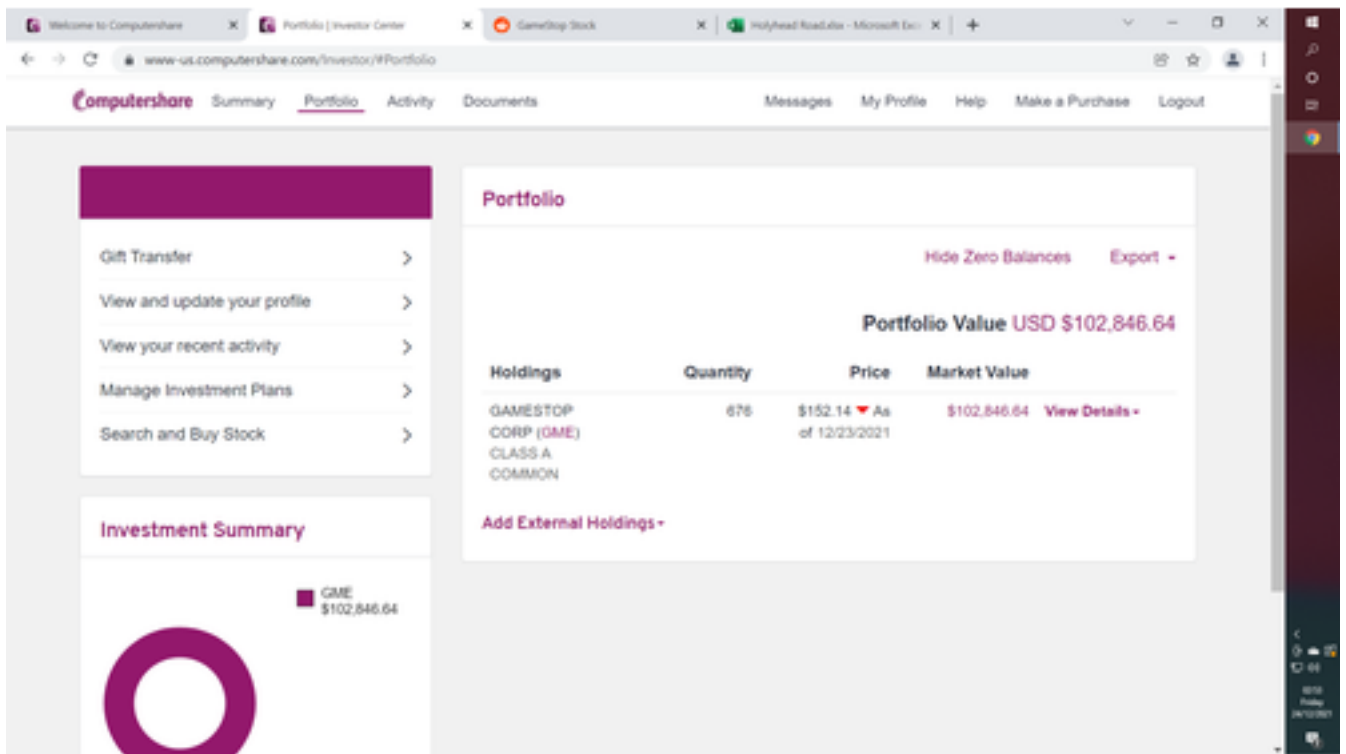 Welcome to Computershare
Portfolio | Investor Center
GameStop Stock
Holyhead Road.xlsx - Microsoft Exc
www-us.computershare.com/Investor/#Portfolio
Computershare Summary Portfolio Activity Documents Messages My Profile Help Make a Purchase Logout
Gift Transfer
View and update your profile
View your recent activity
Manage Investment Plans
Search and Buy Stock
Investment Summary
GME
$102,846.64
Portfolio
Hide Zero Balances Export
Portfolio Value USD $102,846.64
Holdings Quantity Price Market Value
GAMESTOP 676 $152.14 As $102,846.64 View Details
CORP (GME) of 12/23/2021
CLASS A
COMMON
Add External Holdings
Friday
24/12/2021